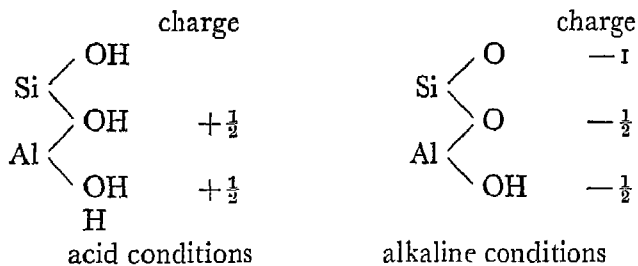 charge charge
OH O —1
Si Si
OH +½ O —½
Al Al
OH +½ OH —½
H
acid conditions alkaline conditions